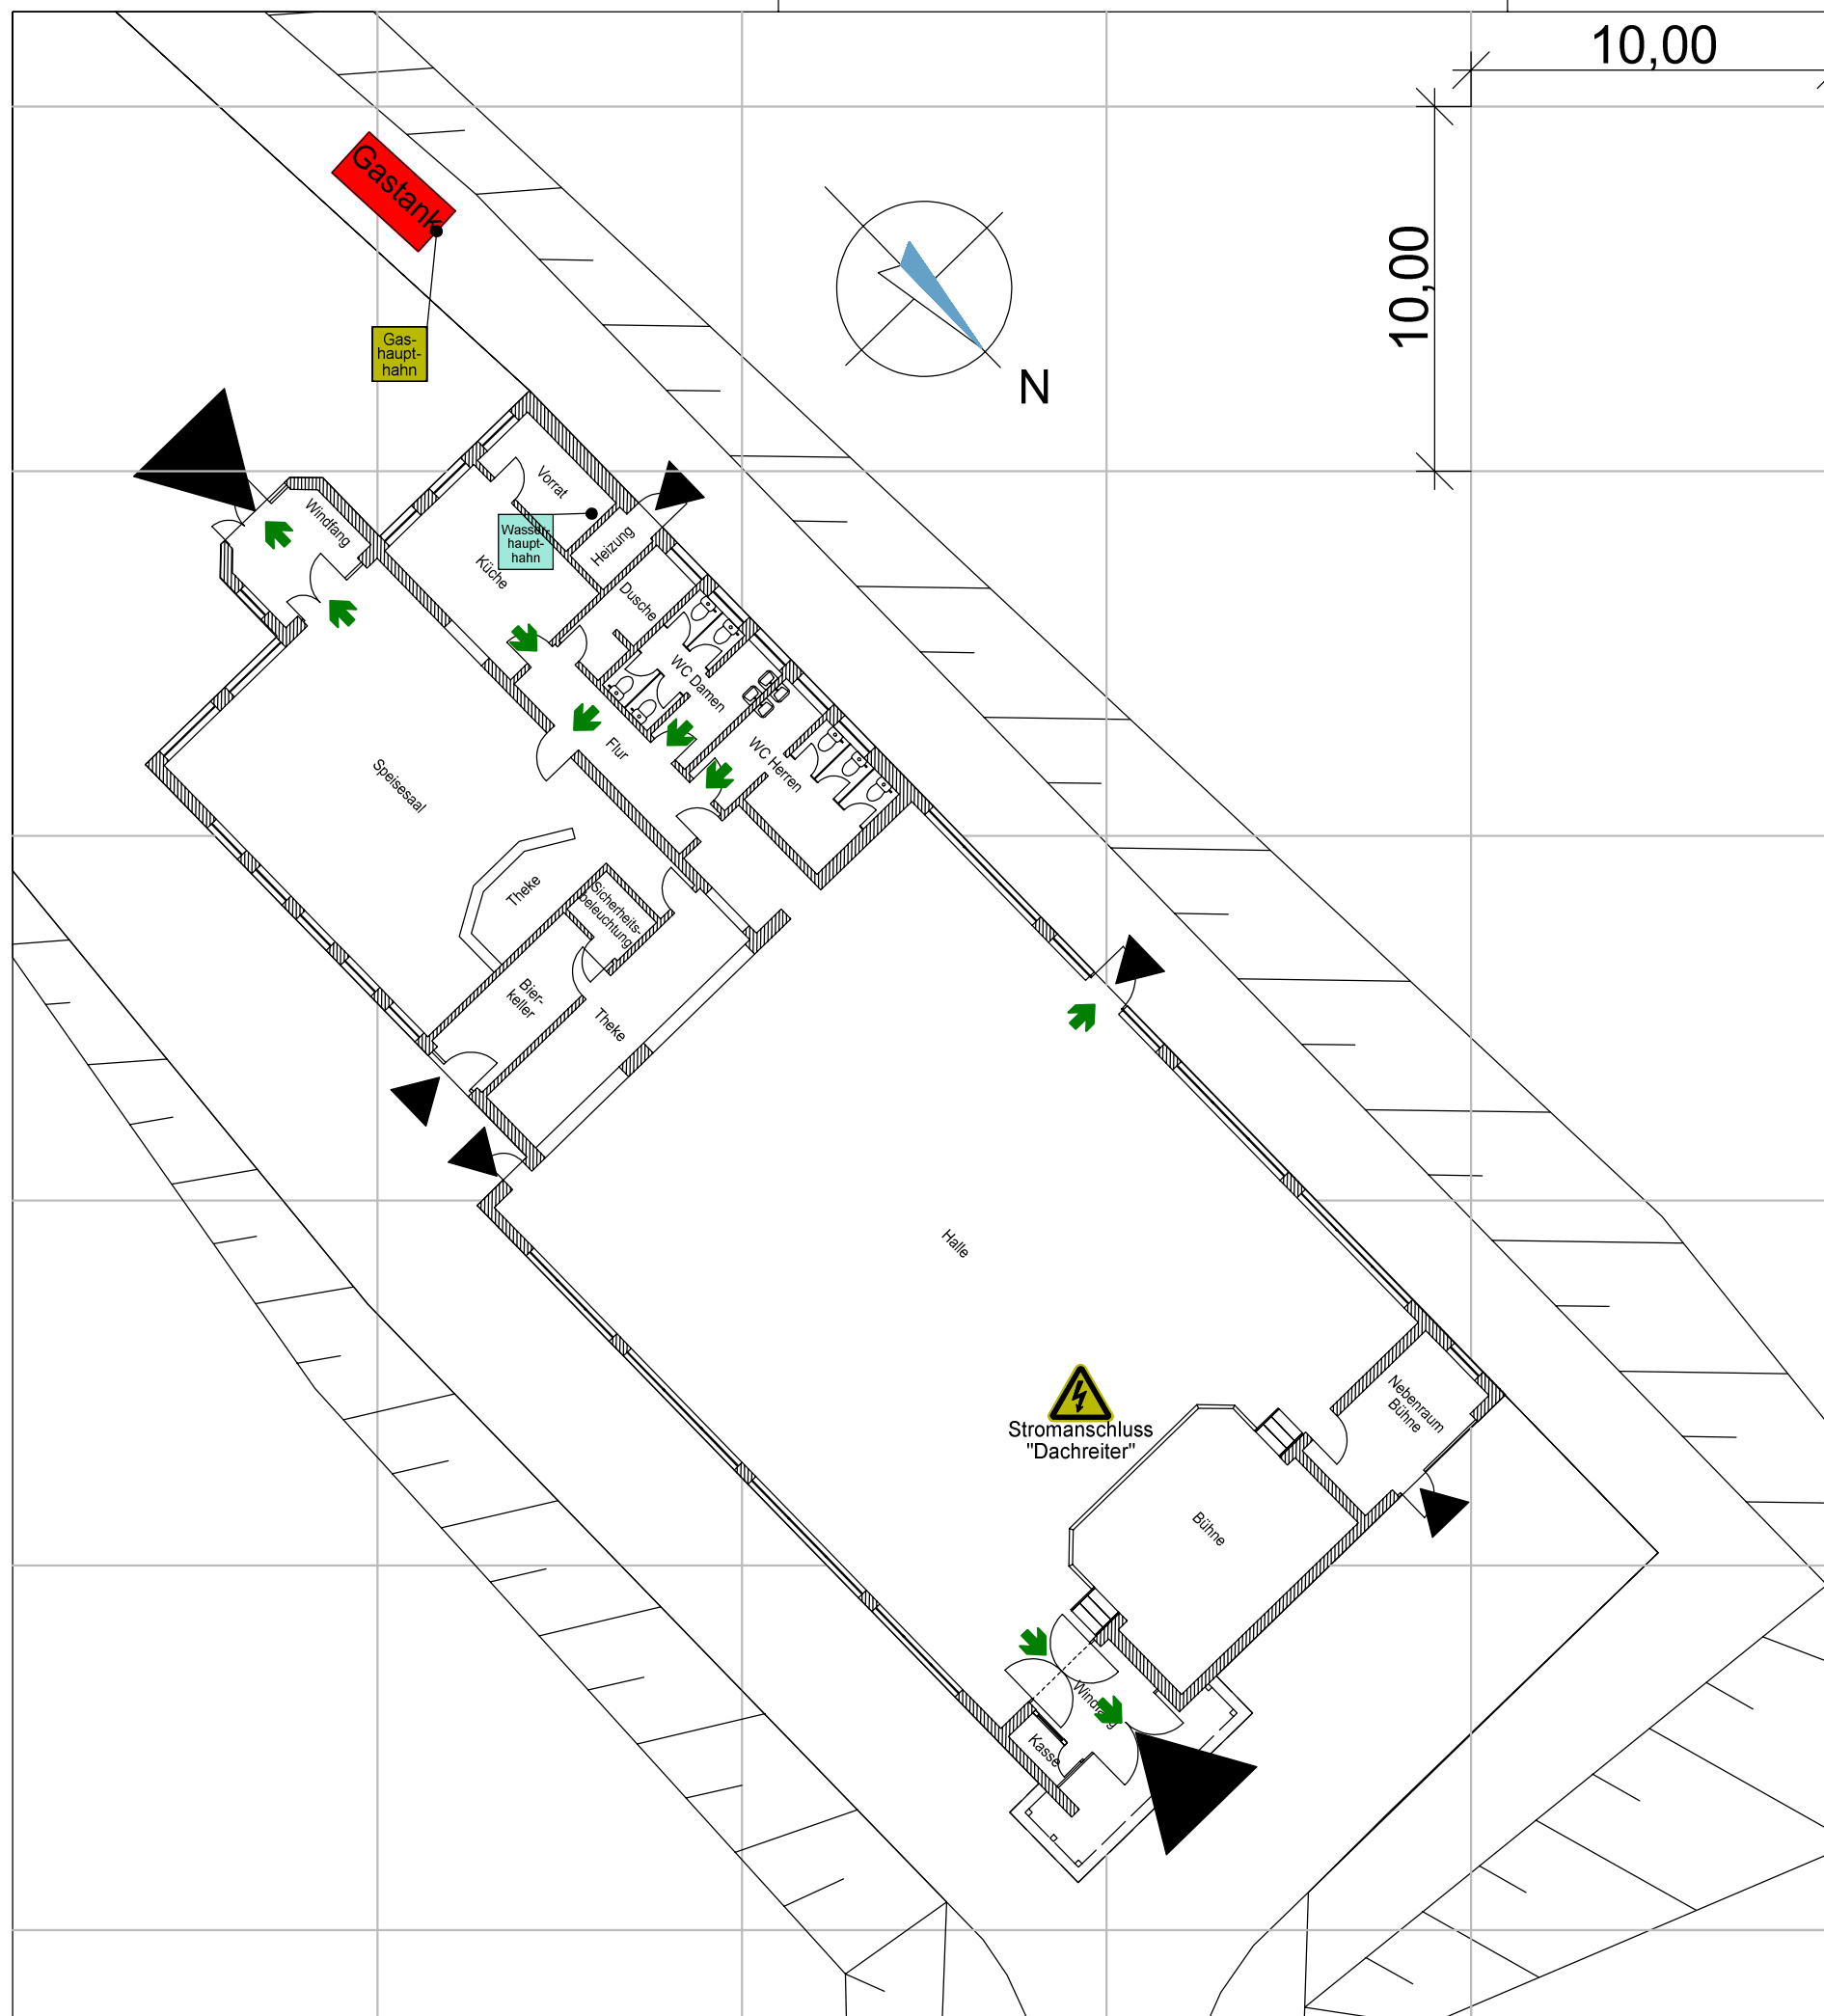 10,00
10,00
Gastank
Gas-
haupt-
hahn
N
Windfang
Vorrat
Wasser-
haupt-
hahn
Heizung
Küche
Dusche
WC Damen
Flur
WC Herren
Speisesaal
Theke
Sicherheits-
beleuchtung
Bier-
keller
Theke
Halle
Stromanschluss
"Dachreiter"
Nebenraum
Bühne
Bühne
Windfang
Kasse